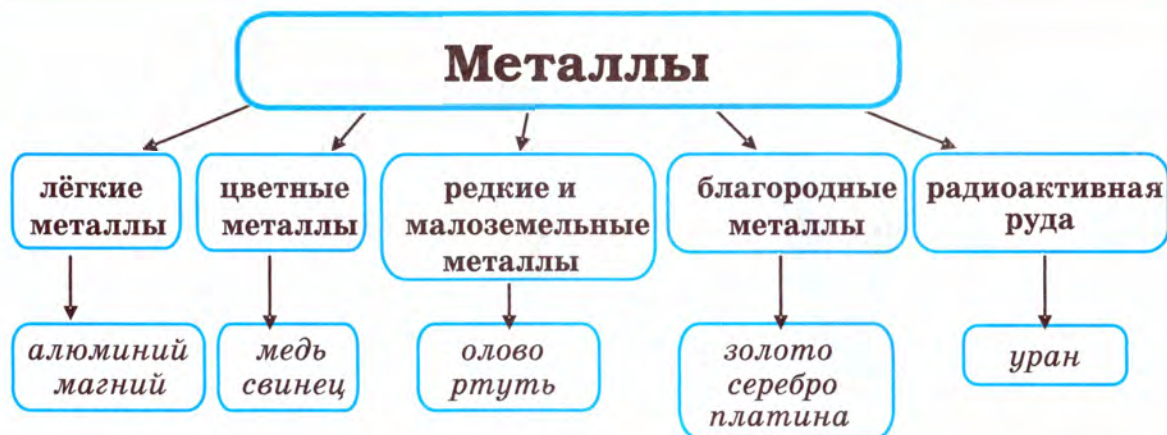 Металлы
лёгкие
металлы
цветные
металлы
редкие и
малоземельные
металлы
благородные
металлы
радиоактивная
руда
алюминий
магний
медь
свинец
олово
ртуть
золото
серебро
платина
уран